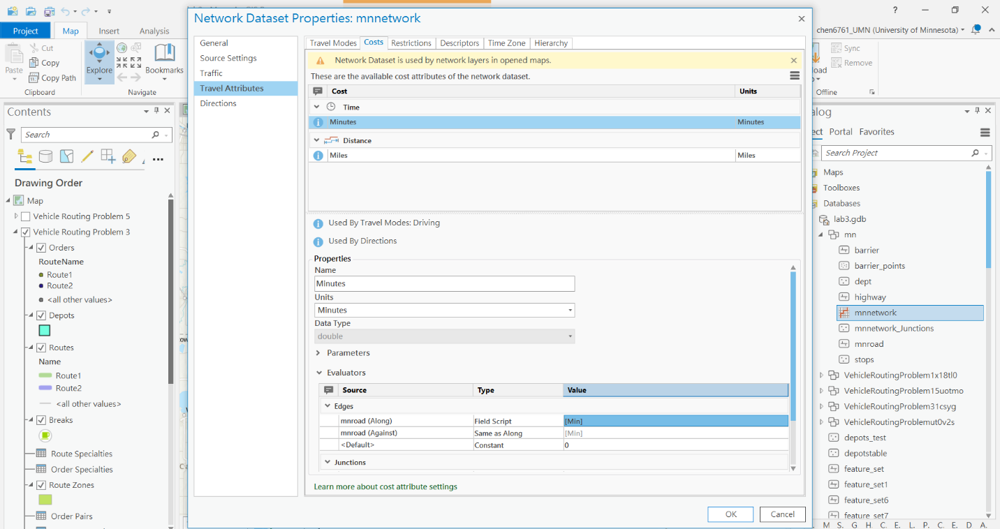 Network Dataset Properties: mnnetwork
?
Project
Map
Insert
Analysis
chen6761_UMN (University of Minnesota)
Paste
Cut
Copy
Copy Path
Clipboard
Explore
Bookmarks
Navigate
Sync
Remove
Offline
Contents
Search
Drawing Order
Map
Vehicle Routing Problem 5
Vehicle Routing Problem 3
Orders
RouteName
Route1
Route2
<all other values>
Depots
Routes
Name
Route1
Route2
<all other values>
Breaks
Route Specialties
Order Specialties
Route Zones
Order Pairs
General
Source Settings
Traffic
Travel Attributes
Directions
Travel Modes
Costs
Restrictions
Descriptors
Time Zone
Hierarchy
Network Dataset is used by network layers in opened maps.
These are the available cost attributes of the network dataset.
Cost Units
Time
Minutes Minutes
Distance
Miles Miles
Used By Travel Modes: Driving
Used By Directions
Properties
Name
Minutes
Units
Minutes
Data Type
double
Parameters
Evaluators
Source Type Value
Edges
mnroad (Along) Field Script [Min]
mnroad (Against) Same as Along [Min]
<Default> Constant 0
Junctions
Learn more about cost attribute settings
OK
Cancel
alog
ect Portal Favorites
Search Project
Maps
Toolboxes
Databases
lab3.gdb
mn
barrier
barrier_points
dept
highway
mnnetwork
mnnetwork_Junctions
mnroad
stops
VehicleRoutingProblem1x18tl0
VehicleRoutingProblem15uotmo
VehicleRoutingProblem31csyg
VehicleRoutingProblemut0v2s
depots_test
depotstable
feature_set
feature_set1
feature_set6
feature_set7
M S. G H. C. E. L. P. C. E. D A.